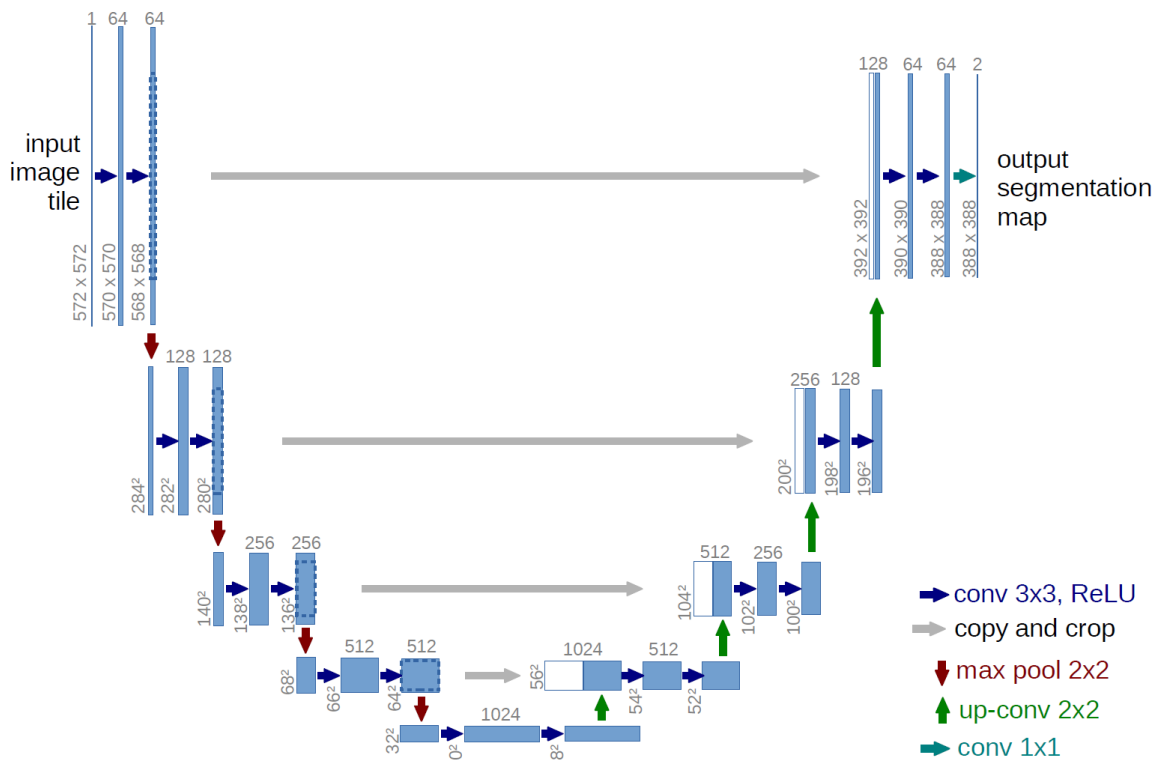 1 64 64
128 64 64 2
input
image
tile
output
segmentation
map
572 x 572
570 x 570
568 x 568
392 x 392
390 x 390
388 x 388
388 x 388
128 128
256 128
284²
282²
280²
200²
198²
196²
256 256
512 256
140²
138²
136²
104²
102²
100²
512 512
1024 512
68²
66²
64²
56²
54²
52²
1024
32²
0²
8²
conv 3x3, ReLU
copy and crop
max pool 2x2
up-conv 2x2
conv 1x1